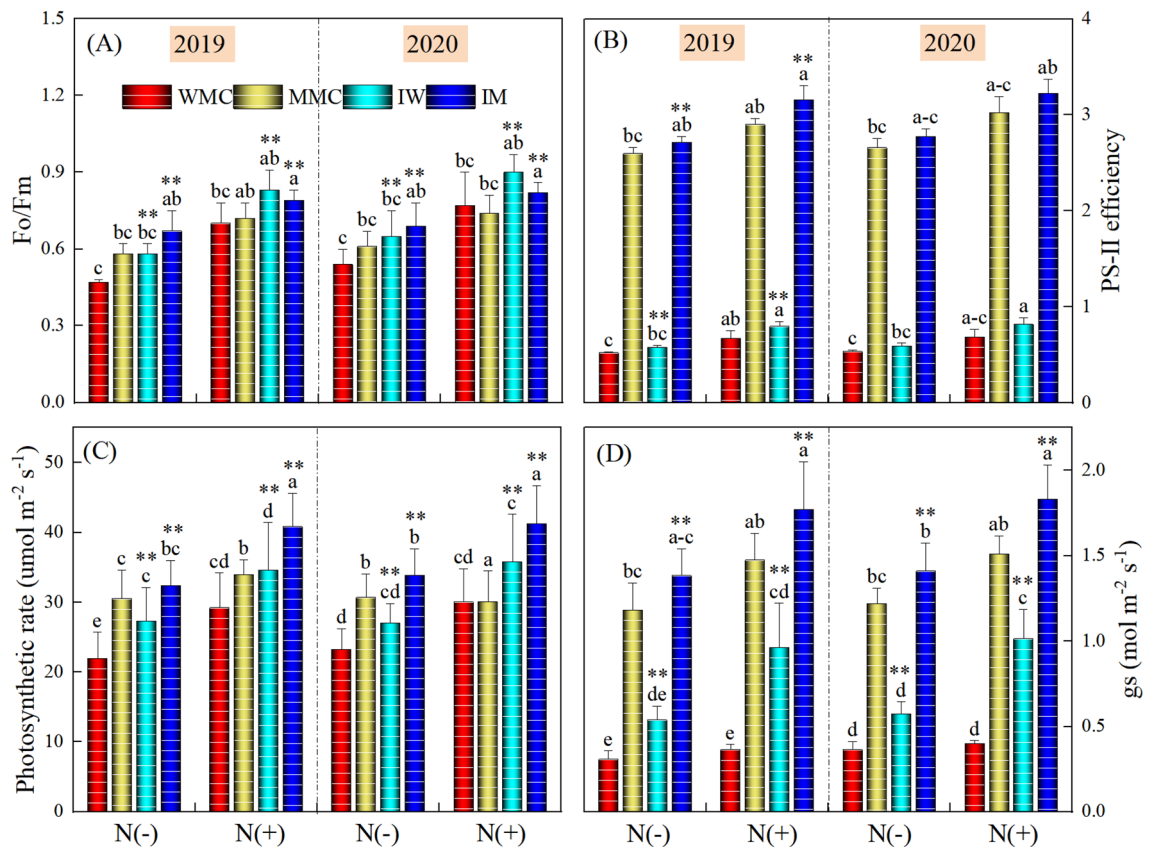 (A) 2019 2020
WMC MMC IW IM
Fo/Fm
1.5
1.2
0.9
0.6
0.3
0.0
c bc ** bc ** ab bc ab ** ab ** a
c bc ** bc ** ab bc bc ** ab ** a
(B) 2019 2020
PS-II efficiency
4
3
2
1
0
c bc ** bc ** ab ab ab ** a ** a
c bc bc a-c a-c a-c a ab
(C)
Photosynthetic rate (umol m⁻² s⁻¹)
50
40
30
20
10
0
e c ** c ** bc cd b ** d ** a
d b ** cd ** b cd a ** c ** a
N(-) N(+) N(-) N(+)
(D)
gs (mol m⁻² s⁻¹)
2.0
1.5
1.0
0.5
0.0
e bc ** de ** a-c e ab ** cd ** a
d bc ** d ** b d ab ** c ** a
N(-) N(+) N(-) N(+)